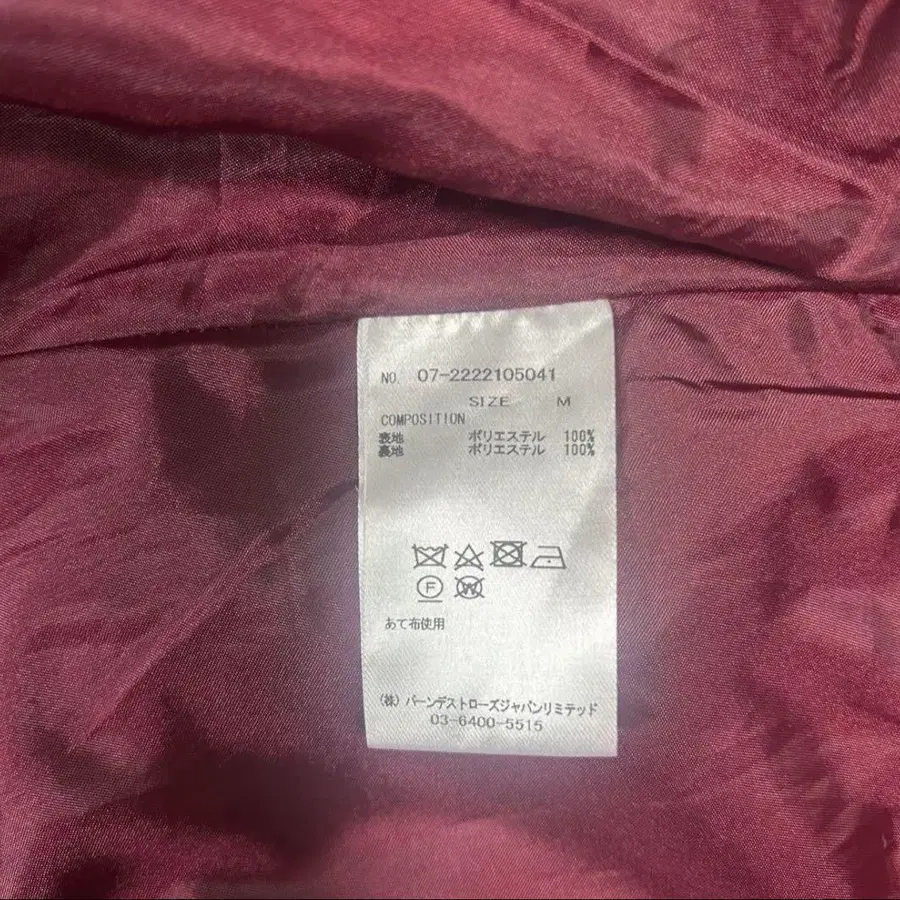 NO. 07-2222105041
SIZE M
COMPOSITION
表地 ポリエステル 100%
裏地 ポリエステル 100%
F W
あて布使用
(株) バーンデストローズジャパンリミテッド
03-6400-5515